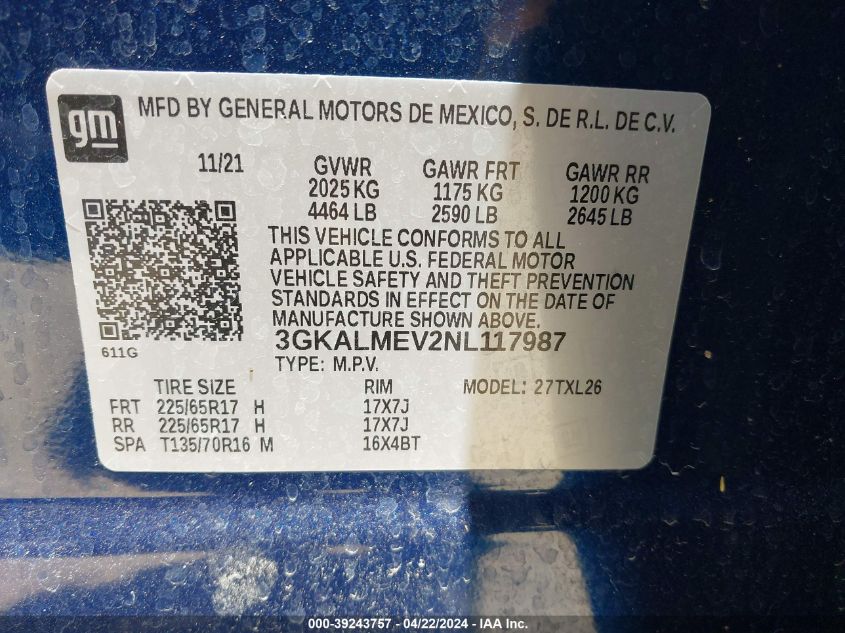 gm
MFD BY GENERAL MOTORS DE MEXICO, S. DE R.L. DE C.V.
11/21 GVWR GAWR FRT GAWR RR
2025 KG 1175 KG 1200 KG
4464 LB 2590 LB 2645 LB
THIS VEHICLE CONFORMS TO ALL
APPLICABLE U.S. FEDERAL MOTOR
VEHICLE SAFETY AND THEFT PREVENTION
STANDARDS IN EFFECT ON THE DATE OF
MANUFACTURE SHOWN ABOVE.
611G
3GKALMEV2NL117987
TYPE: M.P.V.
TIRE SIZE RIM MODEL: 27TXL26
FRT 225/65R17 H 17X7J
RR 225/65R17 H 17X7J
SPA T135/70R16 M 16X4BT
000-39243757 - 04/22/2024 - IAA Inc.